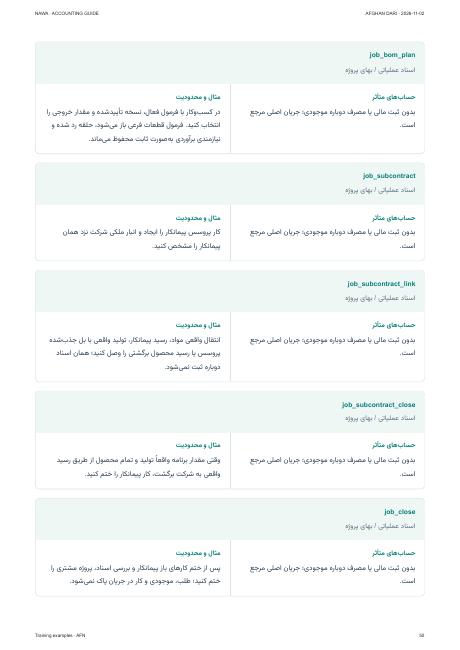 NAWA · ACCOUNTING GUIDE
AFGHAN DARI · 2026-11-02
job_bom_plan
اسناد عملیاتی / بهای پروژه
حساب‌های متأثر
بدون ثبت مالی یا مصرف دوباره موجودی؛ جریان اصلی مرجع
است.
مثال و محدودیت
در کسب‌وکار با فرمول فعال، نسخه تأییدشده و مقدار خروجی را
انتخاب کنید. فرمول قطعات فرعی باز می‌شود، حلقه رد شده و
نیازمندی برآوردی به‌صورت ثابت محفوظ می‌ماند.
job_subcontract
اسناد عملیاتی / بهای پروژه
حساب‌های متأثر
بدون ثبت مالی یا مصرف دوباره موجودی؛ جریان اصلی مرجع
است.
مثال و محدودیت
کار پروسس پیمانکار را ایجاد و انبار ملکی شرکت نزد همان
پیمانکار را مشخص کنید.
job_subcontract_link
اسناد عملیاتی / بهای پروژه
حساب‌های متأثر
بدون ثبت مالی یا مصرف دوباره موجودی؛ جریان اصلی مرجع
است.
مثال و محدودیت
انتقال واقعی مواد، رسید پیمانکار، تولید واقعی با بل جذب‌شده
پروسس یا رسید محصول برگشتی را وصل کنید؛ همان اسناد
دوباره ثبت نمی‌شود.
job_subcontract_close
اسناد عملیاتی / بهای پروژه
حساب‌های متأثر
بدون ثبت مالی یا مصرف دوباره موجودی؛ جریان اصلی مرجع
است.
مثال و محدودیت
وقتی مقدار برنامه واقعاً تولید و تمام محصول از طریق رسید
واقعی به شرکت برگشت، کار پیمانکار را ختم کنید.
job_close
اسناد عملیاتی / بهای پروژه
حساب‌های متأثر
بدون ثبت مالی یا مصرف دوباره موجودی؛ جریان اصلی مرجع
است.
مثال و محدودیت
پس از ختم کارهای باز پیمانکار و بررسی اسناد، پروژه مشتری را
ختم کنید؛ طلب، موجودی و کار در جریان پاک نمی‌شود.
Training examples · AFN
50